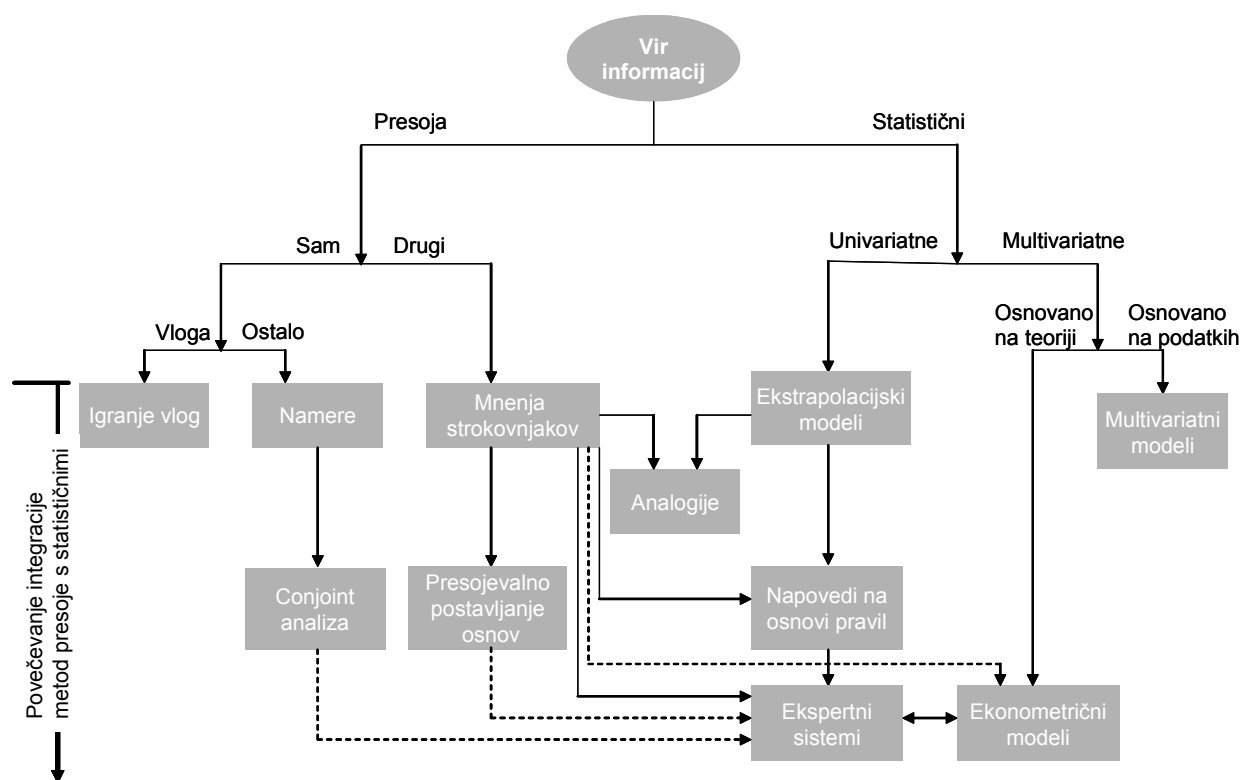 Vir
informacij
Presoja
Statistični
Sam
Drugi
Univariatne
Multivariatne
Vloga
Ostalo
Osnovano
na teoriji
Osnovano
na podatkih
Igranje vlog
Namere
Mnenja
strokovnjakov
Ekstrapolacijski
modeli
Multivariatni
modeli
Analogije
Conjoint
analiza
Presojevalno
postavljanje
osnov
Napovedi na
osnovi pravil
Ekspertni
sistemi
Ekonometrični
modeli
Povečevanje integracije
metod presoje s statističnimi